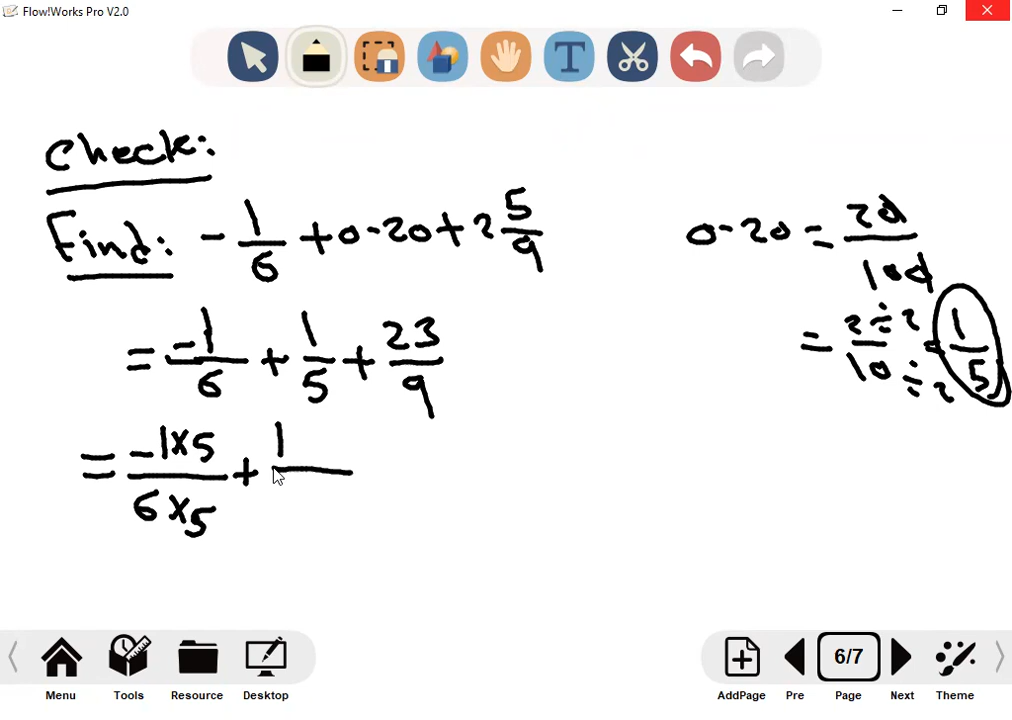 Flow!Works Pro V2.0
T
Check:
Find: - 1/6 + 0.20 + 2 5/9
0.20 = 20/100
= 2÷2/10÷2 = 1/5
= -1/6 + 1/5 + 23/9
= -1×5/6×5 + 1/
Menu Tools Resource Desktop
6/7
AddPage Pre Page Next Theme